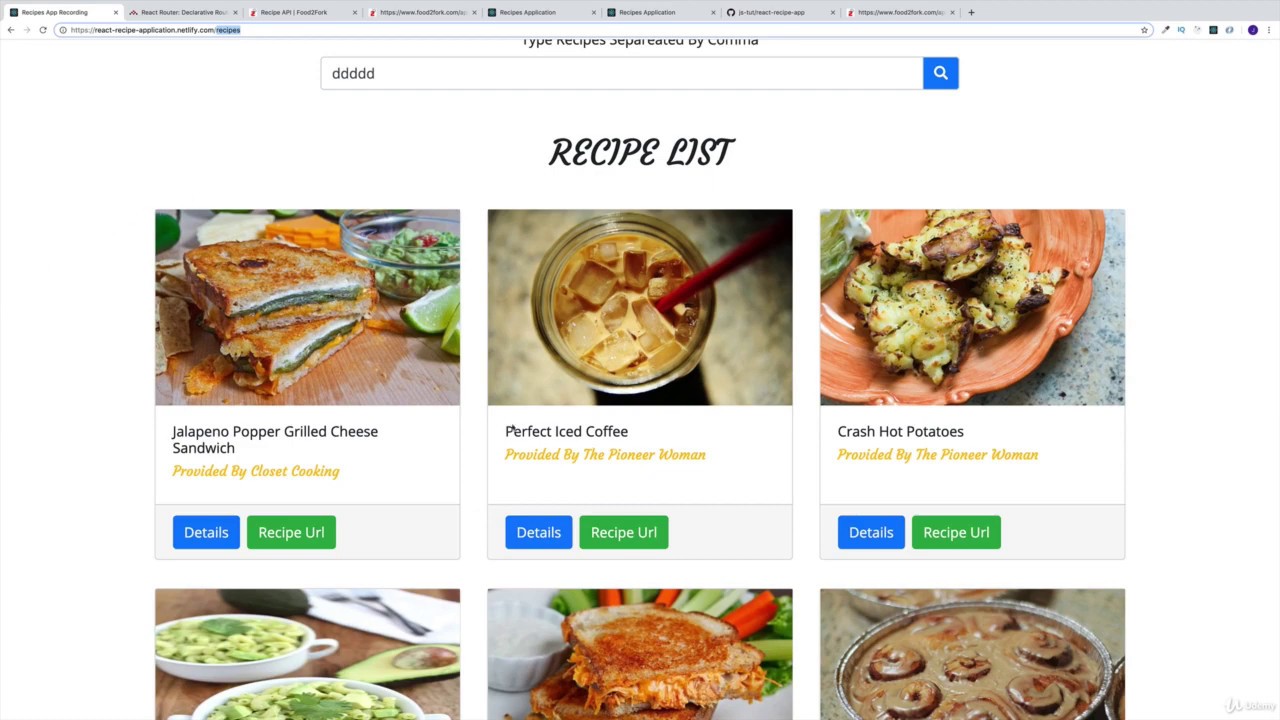 Recipes App Recording
React Router: Declarative Rou
Recipe API | Food2Fork
https://www.food2fork.com/ap
Recipes Application
Recipes Application
js-tut/react-recipe-app
https://www.food2fork.com/ap
https://react-recipe-application.netlify.com/recipes
Type Recipes Separeated By Comma
ddddd
RECIPE LIST
Jalapeno Popper Grilled Cheese
Sandwich
Provided By Closet Cooking
Details
Recipe Url
Perfect Iced Coffee
Provided By The Pioneer Woman
Details
Recipe Url
Crash Hot Potatoes
Provided By The Pioneer Woman
Details
Recipe Url
Udemy